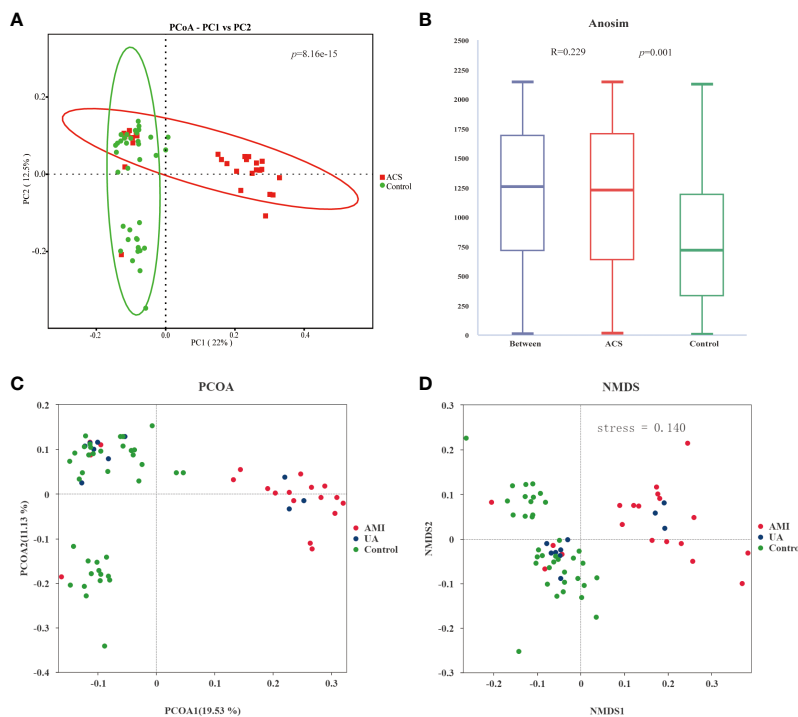 A
PCoA - PC1 vs PC2
p=8.16e-15
0.2
0.0
-0.2
PC2 ( 12.5%)
-0.2
0.0
0.2
0.4
PC1 ( 22%)
ACS
Control
B
Anosim
R=0.229
p=0.001
2500
2250
2000
1750
1500
1250
1000
750
500
250
0
Between
ACS
Control
C
PCOA
0.2
0.1
0
-0.1
-0.2
-0.3
-0.4
PCOA2(11.13 %)
-0.1
0
0.1
0.2
0.3
PCOA1(19.53 %)
AMI
UA
Control
D
NMDS
stress = 0.140
0.3
0.2
0.1
0
-0.1
-0.2
-0.3
NMDS2
-0.2
-0.1
0
0.1
0.2
0.3
NMDS1
AMI
UA
Control